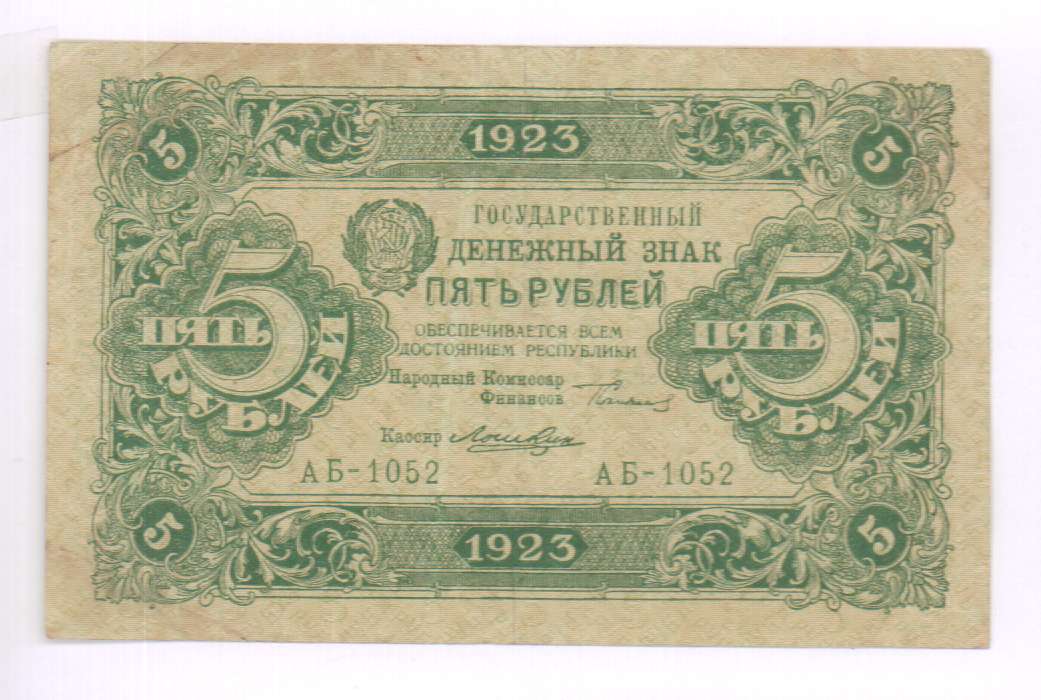 5 1923 5
ГОСУДАРСТВЕННЫЙ
ДЕНЕЖНЫЙ ЗНАК
ПЯТЬ РУБЛЕЙ
5 ПЯТЬ РУБЛЕЙ
5 ПЯТЬ РУБЛЕЙ
ОБЕСПЕЧИВАЕТСЯ ВСЕМ
ДОСТОЯНИЕМ РЕСПУБЛИКИ
Народный Комиссар
Финансов
Кассир
АБ-1052 АБ-1052
5 1923 5